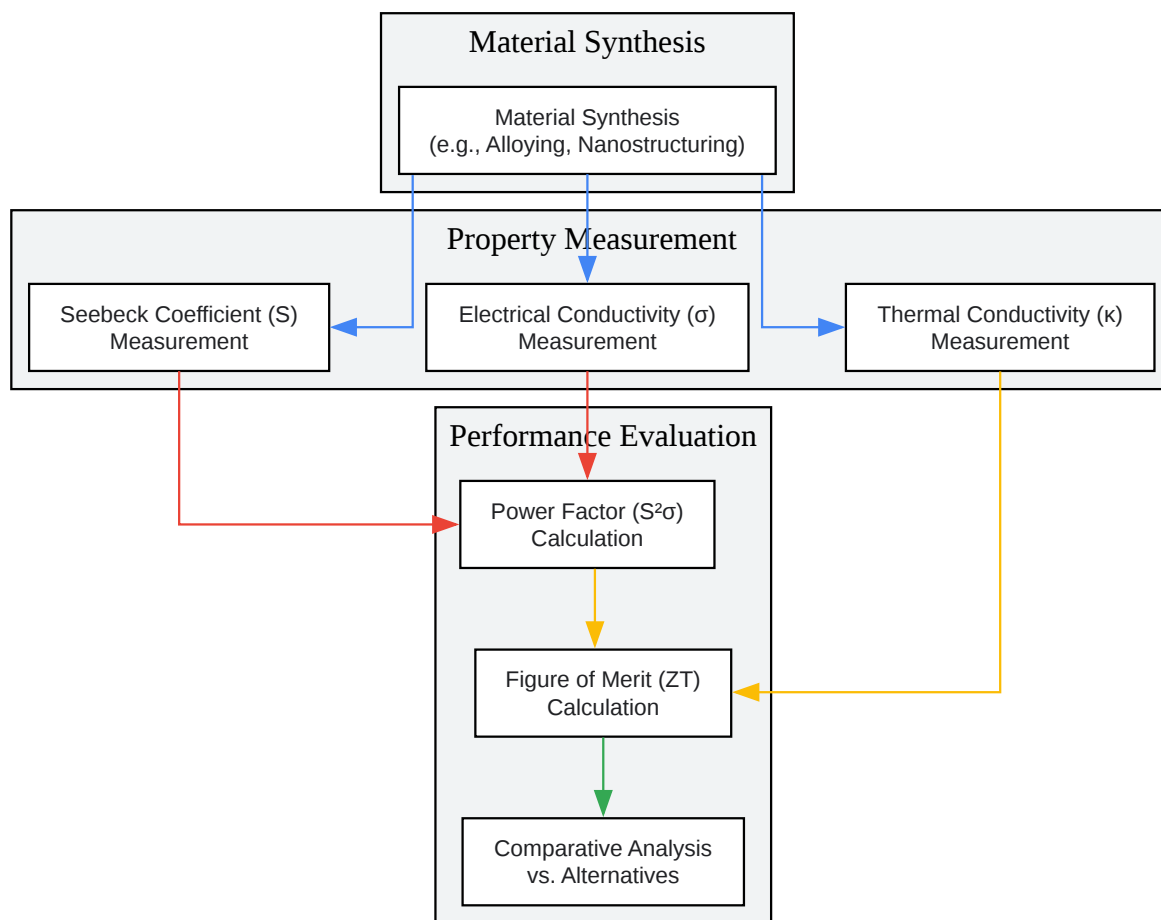 Material Synthesis
Material Synthesis
(e.g., Alloying, Nanostructuring)
Property Measurement
Seebeck Coefficient (S)
Measurement
Electrical Conductivity (σ)
Measurement
Thermal Conductivity (κ)
Measurement
Performance Evaluation
Power Factor (S²σ)
Calculation
Figure of Merit (ZT)
Calculation
Comparative Analysis
vs. Alternatives